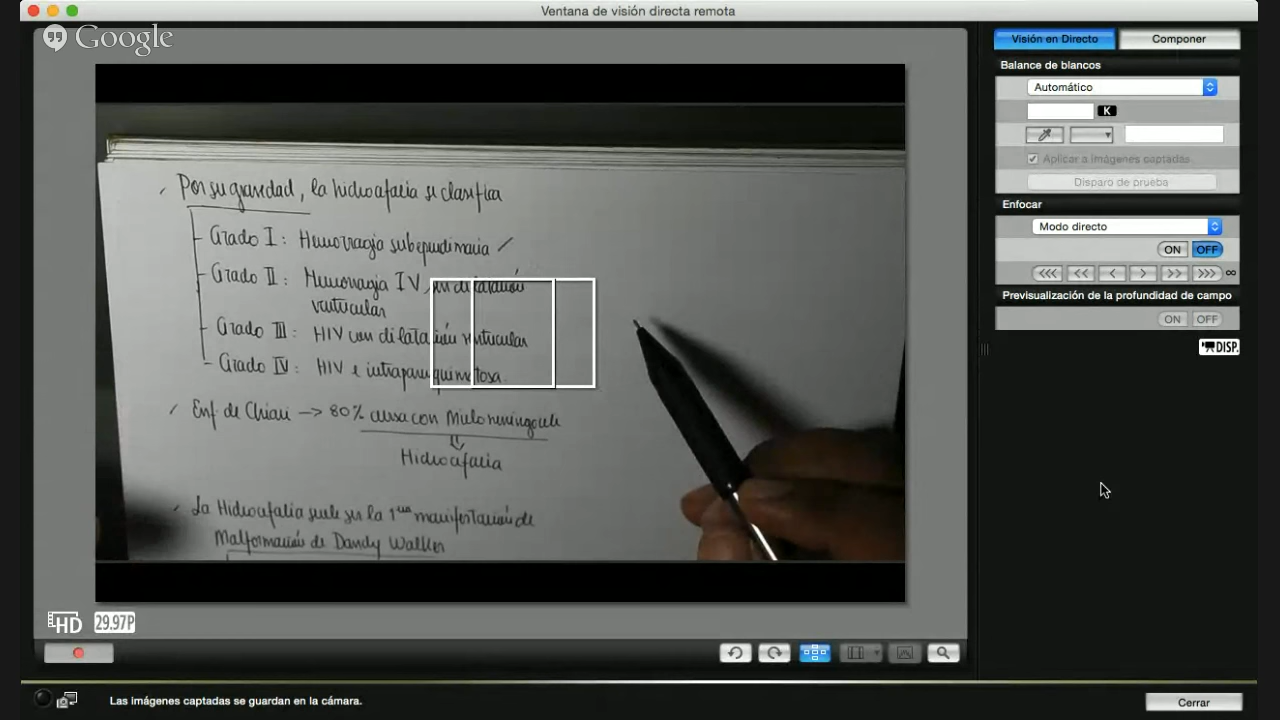 Ventana de visión directa remota
Google
Visión en Directo
Componer
Balance de blancos
Automático
K
Aplicar a imágenes captadas
Disparo de prueba
Enfocar
Modo directo
ON OFF
<<< << < > >> >>> ∞
Previsualización de la profundidad de campo
ON OFF
DISP.
Por su gravedad, la hidrocefalia se clasifica
Grado I: Hemorragia subependimaria
Grado II: Hemorragia IV, sin dilatación
ventricular
Grado III: HIV con dilatación ventricular
Grado IV: HIV e intraparenquimatosa.
Enf de Chiari -> 80% cursa con Mielomeningocele
Hidrocefalia
La Hidrocefalia suele ser la 1era manifestación de
Malformación de Dandy Walker
HD 29.97P
Las imágenes captadas se guardan en la cámara.
Cerrar